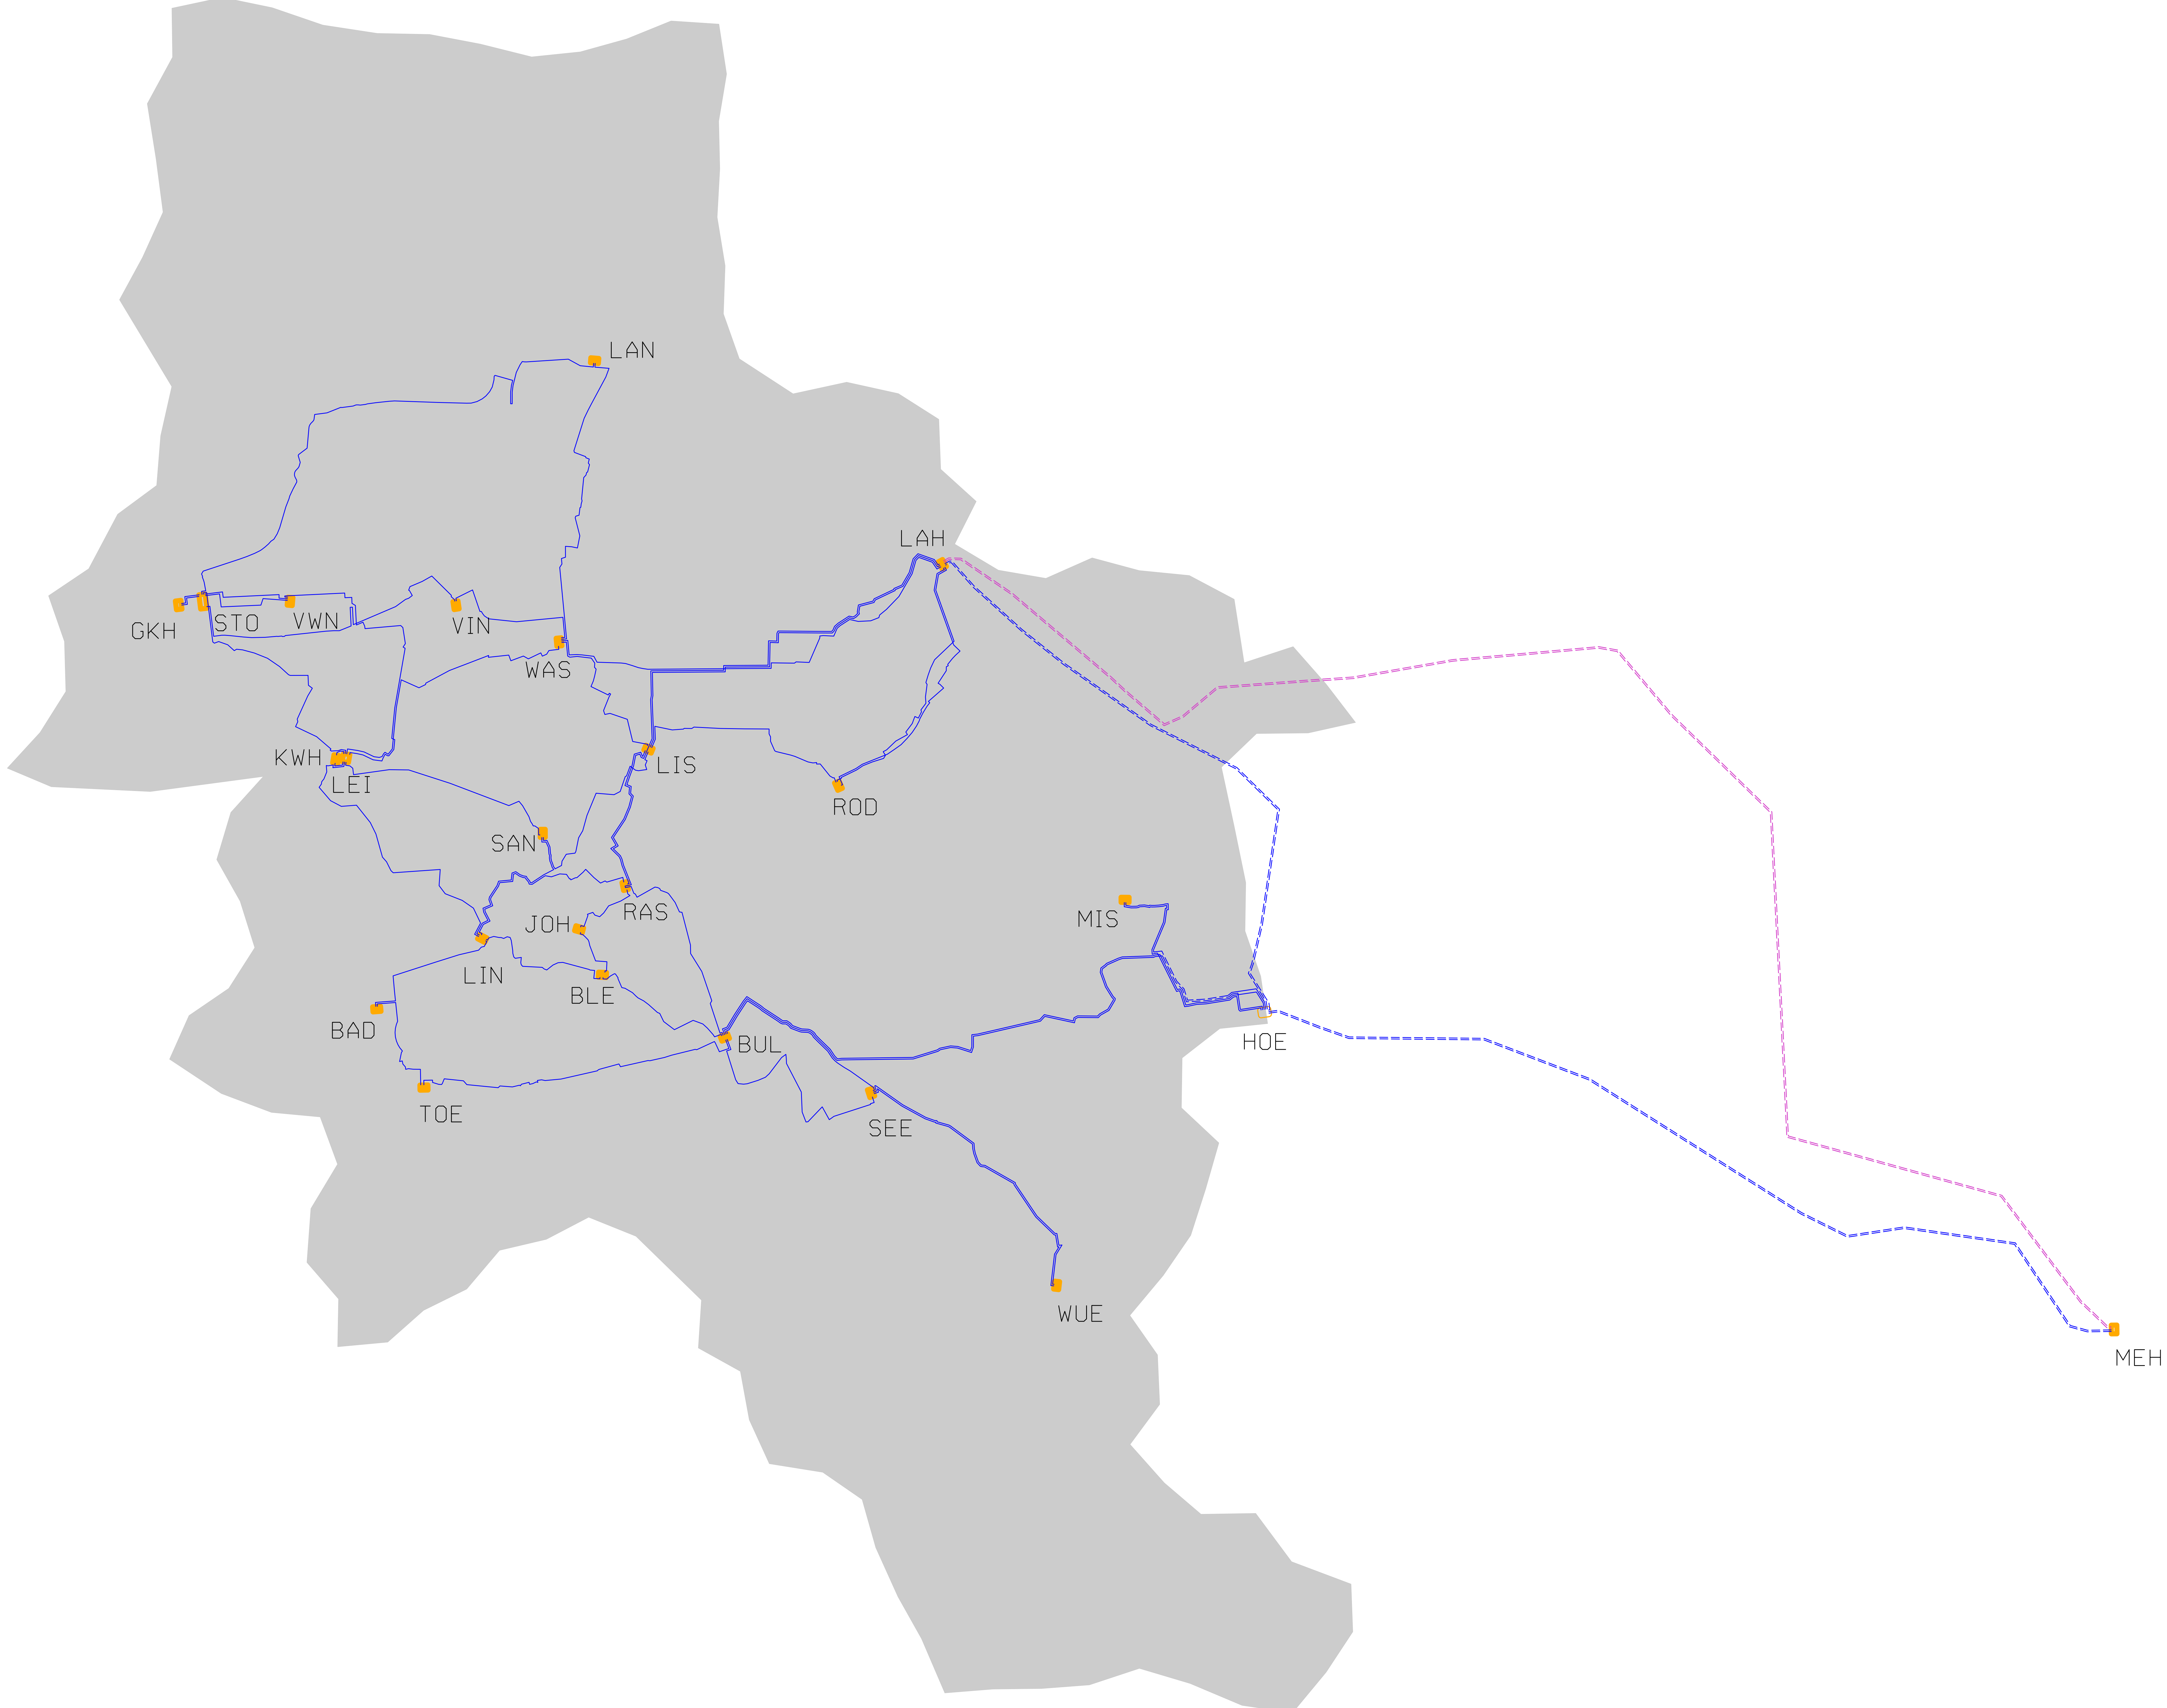 LAN
LAH
GKH
STO
VWN
VIN
WAS
KWH
LIS
LEI
ROD
SAN
RAS
JOH
MIS
LIN
BLE
BAD
BUL
HOE
TOE
SEE
WUE
MEH